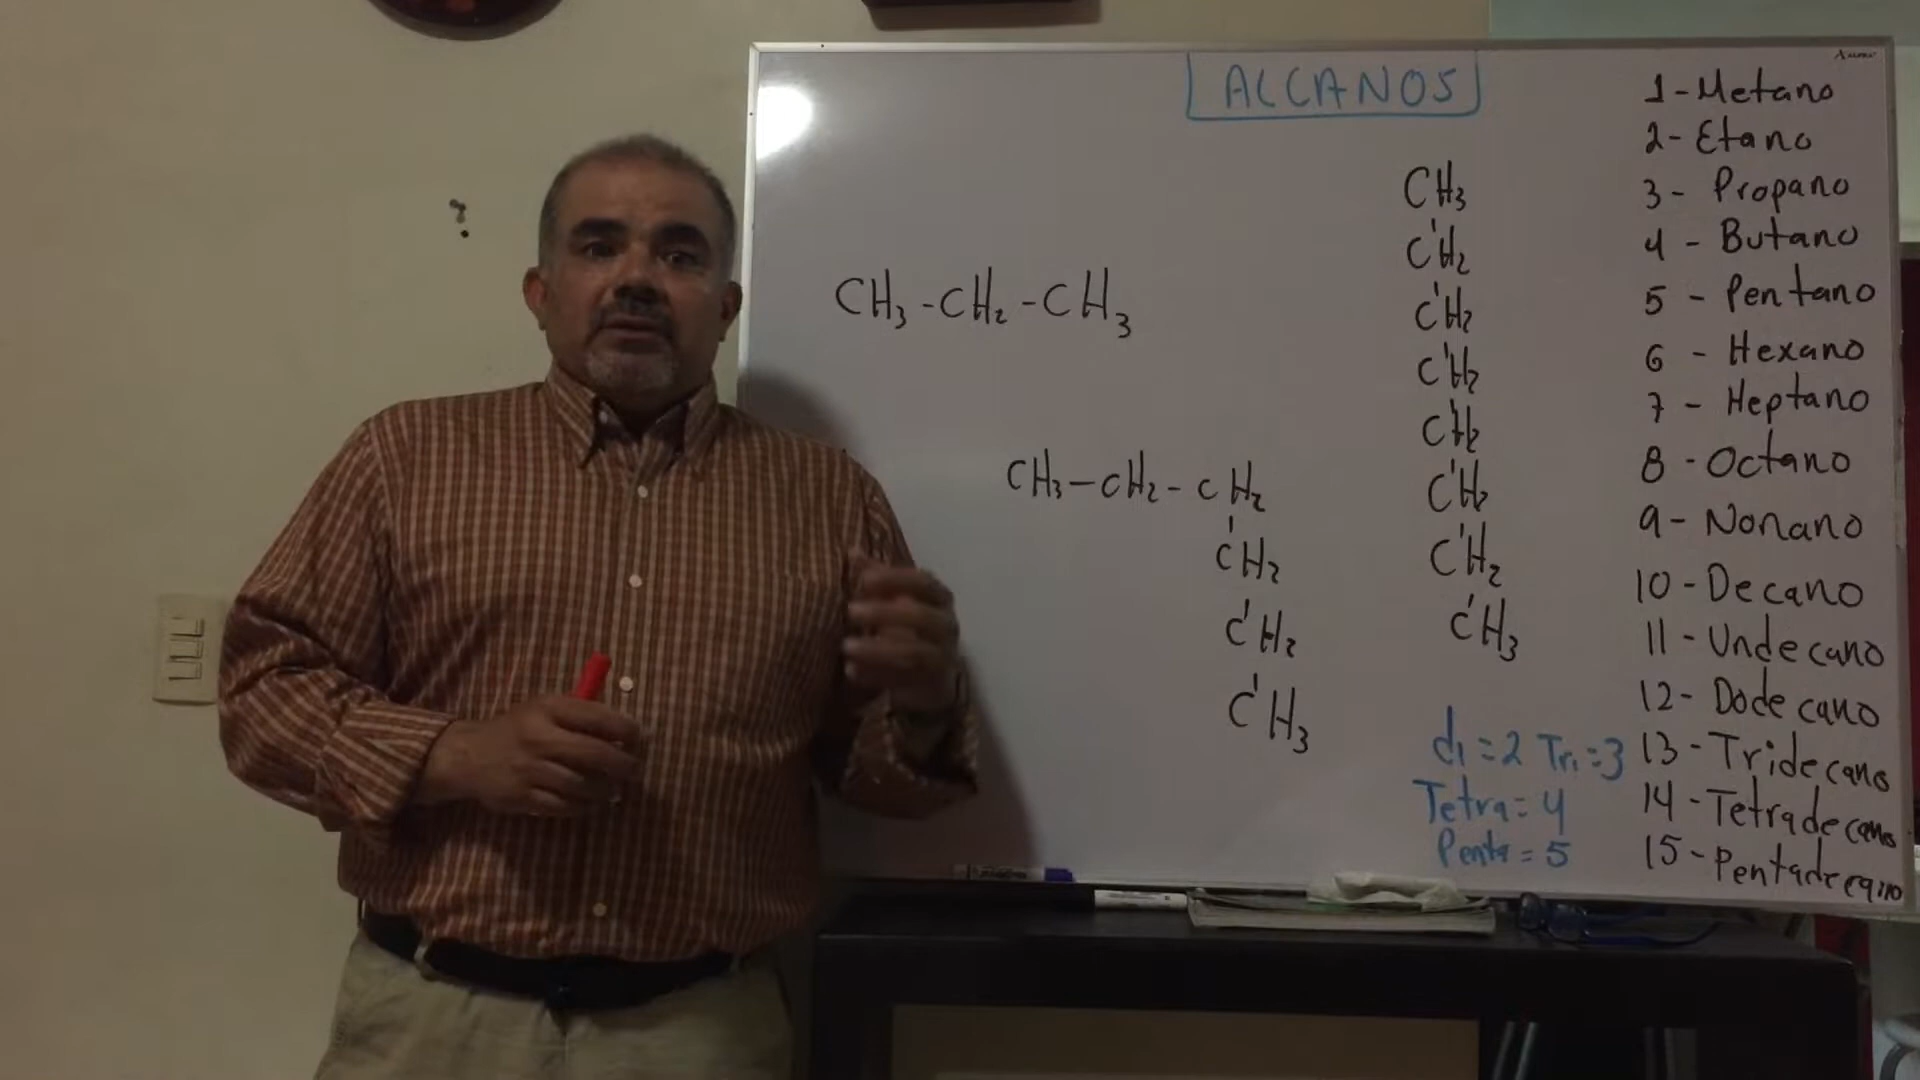 ALCANOS
?
CH3-CH2-CH3
CH3-CH2-CH2
CH2
CH2
CH3
CH3
CH2
CH2
CH2
CH2
CH2
CH2
CH3
di=2 Tri=3
Tetra=4
Penta=5
1-Metano
2-Etano
3-Propano
4-Butano
5-Pentano
6-Hexano
7-Heptano
8-Octano
9-Nonano
10-Decano
11-Undecano
12-Dodecano
13-Tridecano
14-Tetradecano
15-Pentadecano